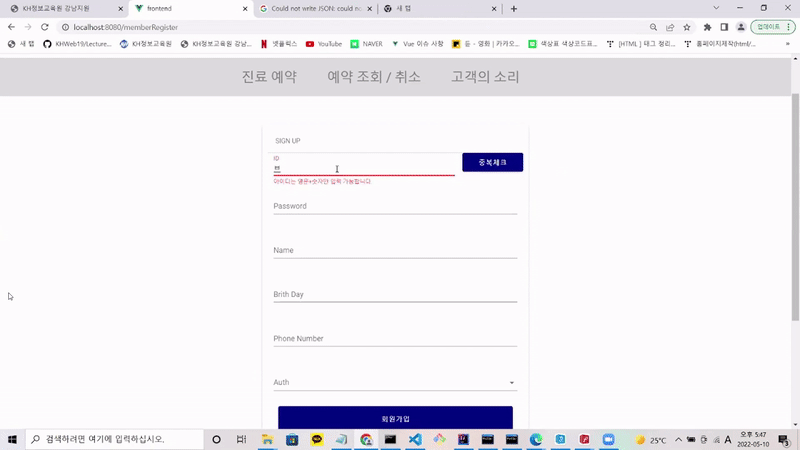 KH정보교육원 강남지원
frontend
Could not write JSON: could no
새 탭
localhost:8080/memberRegister
업데이트
새 탭
KHWeb19/Lecture...
KH정보교육원 강남지원
KH정보교육원 강남...
넷플릭스
YouTube
NAVER
Vue 이슈 사항
듄 - 영화 | 카카오...
색상표 색상코드표...
[HTML ] 태그 정리...
홈페이지제작(html/...
진료 예약
예약 조회 / 취소
고객의 소리
SIGN UP
ID
ㅃ
중복체크
아이디는 영문+숫자만 입력 가능합니다.
Password
Name
Brith Day
Phone Number
Auth
회원가입
검색하려면 여기에 입력하십시오.
25°C
A
오후 5:47
2022-05-10
3